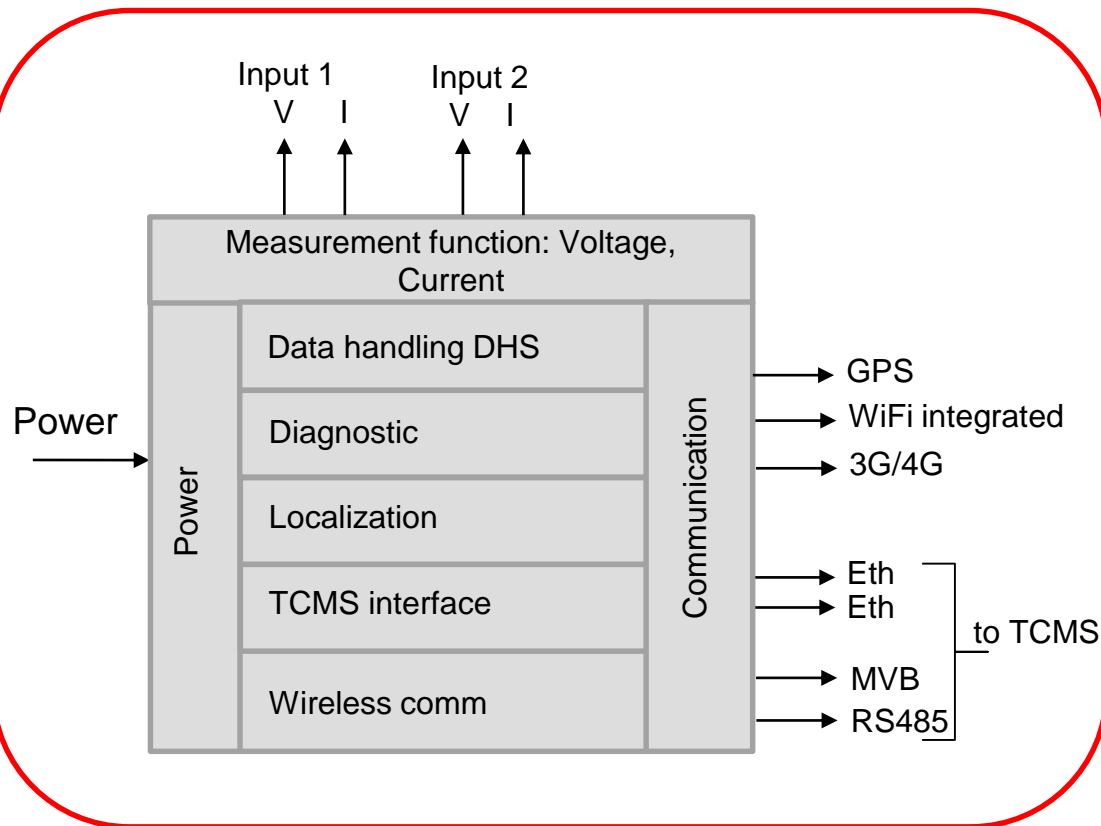 Input 1
Input 2
V I
V I
Measurement function: Voltage,
Current
Data handling DHS
Diagnostic
Localization
TCMS interface
Wireless comm
Power
Power
Communication
GPS
WiFi integrated
3G/4G
Eth
Eth
MVB
RS485
to TCMS